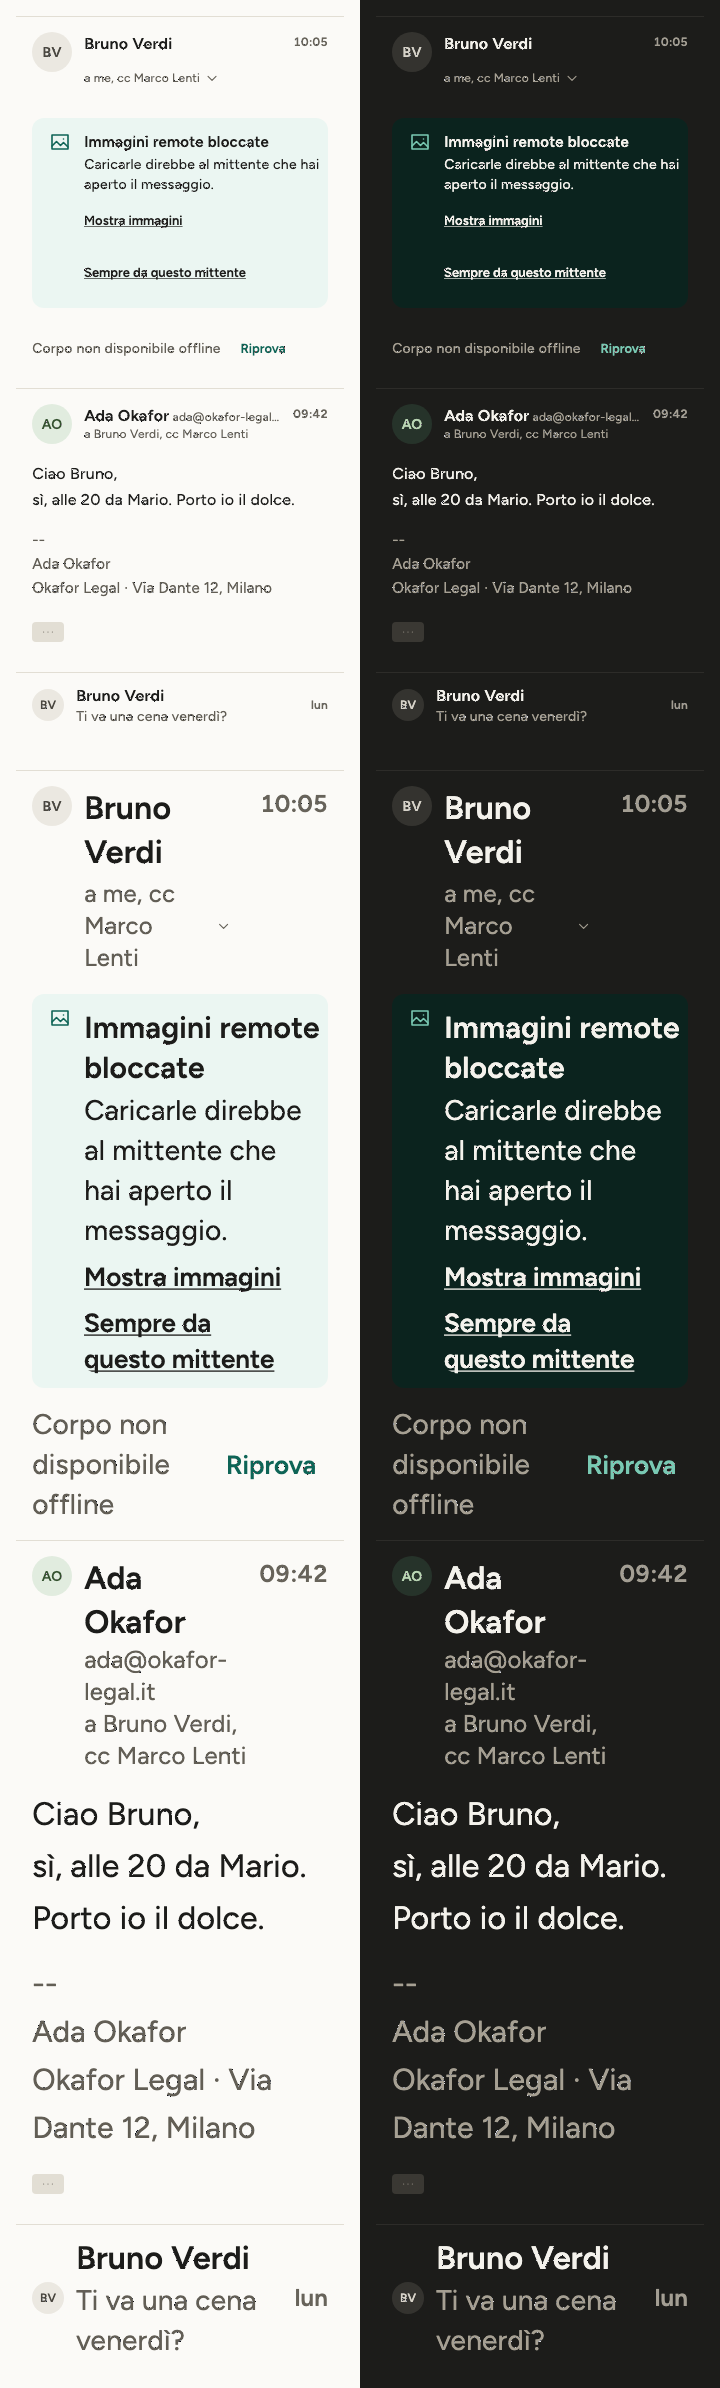 BV
Bruno Verdi
10:05
a me, cc Marco Lenti
Immagini remote bloccate
Caricarle direbbe al mittente che hai
aperto il messaggio.
Mostra immagini
Sempre da questo mittente
Corpo non disponibile offline
Riprova
AO
Ada Okafor ada@okafor-legal...
09:42
a Bruno Verdi, cc Marco Lenti
Ciao Bruno,
sì, alle 20 da Mario. Porto io il dolce.
--
Ada Okafor
Okafor Legal · Via Dante 12, Milano
...
BV
Bruno Verdi
lun
Ti va una cena venerdì?
BV
Bruno Verdi
10:05
a me, cc Marco Lenti
Immagini remote bloccate
Caricarle direbbe al mittente che hai
aperto il messaggio.
Mostra immagini
Sempre da questo mittente
Corpo non disponibile offline
Riprova
AO
Ada Okafor ada@okafor-legal...
09:42
a Bruno Verdi, cc Marco Lenti
Ciao Bruno,
sì, alle 20 da Mario. Porto io il dolce.
--
Ada Okafor
Okafor Legal · Via Dante 12, Milano
...
BV
Bruno Verdi
lun
Ti va una cena venerdì?
BV
Bruno
Verdi
10:05
a me, cc
Marco
Lenti
Immagini remote
bloccate
Caricarle direbbe
al mittente che
hai aperto il
messaggio.
Mostra immagini
Sempre da
questo mittente
Corpo non
disponibile
offline
Riprova
AO
Ada
Okafor
09:42
ada@okafor-
legal.it
a Bruno Verdi,
cc Marco Lenti
Ciao Bruno,
sì, alle 20 da Mario.
Porto io il dolce.
--
Ada Okafor
Okafor Legal · Via
Dante 12, Milano
...
BV
Bruno Verdi
Ti va una cena
venerdì?
lun
BV
Bruno
Verdi
10:05
a me, cc
Marco
Lenti
Immagini remote
bloccate
Caricarle direbbe
al mittente che
hai aperto il
messaggio.
Mostra immagini
Sempre da
questo mittente
Corpo non
disponibile
offline
Riprova
AO
Ada
Okafor
09:42
ada@okafor-
legal.it
a Bruno Verdi,
cc Marco Lenti
Ciao Bruno,
sì, alle 20 da Mario.
Porto io il dolce.
--
Ada Okafor
Okafor Legal · Via
Dante 12, Milano
...
BV
Bruno Verdi
Ti va una cena
venerdì?
lun